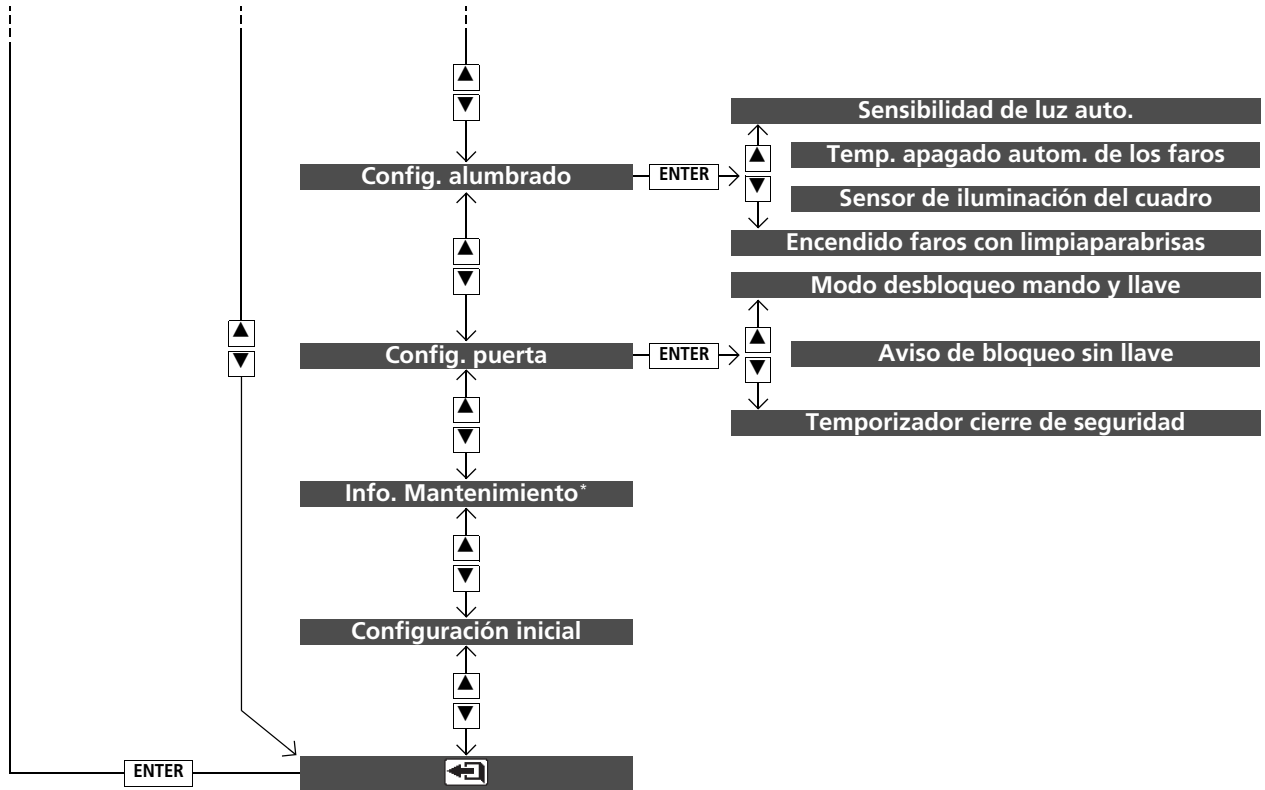 Sensibilidad de luz auto.
Temp. apagado autom. de los faros
Config. alumbrado
ENTER
Sensor de iluminación del cuadro
Encendido faros con limpiaparabrisas
Modo desbloqueo mando y llave
Config. puerta
ENTER
Aviso de bloqueo sin llave
Temporizador cierre de seguridad
Info. Mantenimiento*
Configuración inicial
ENTER